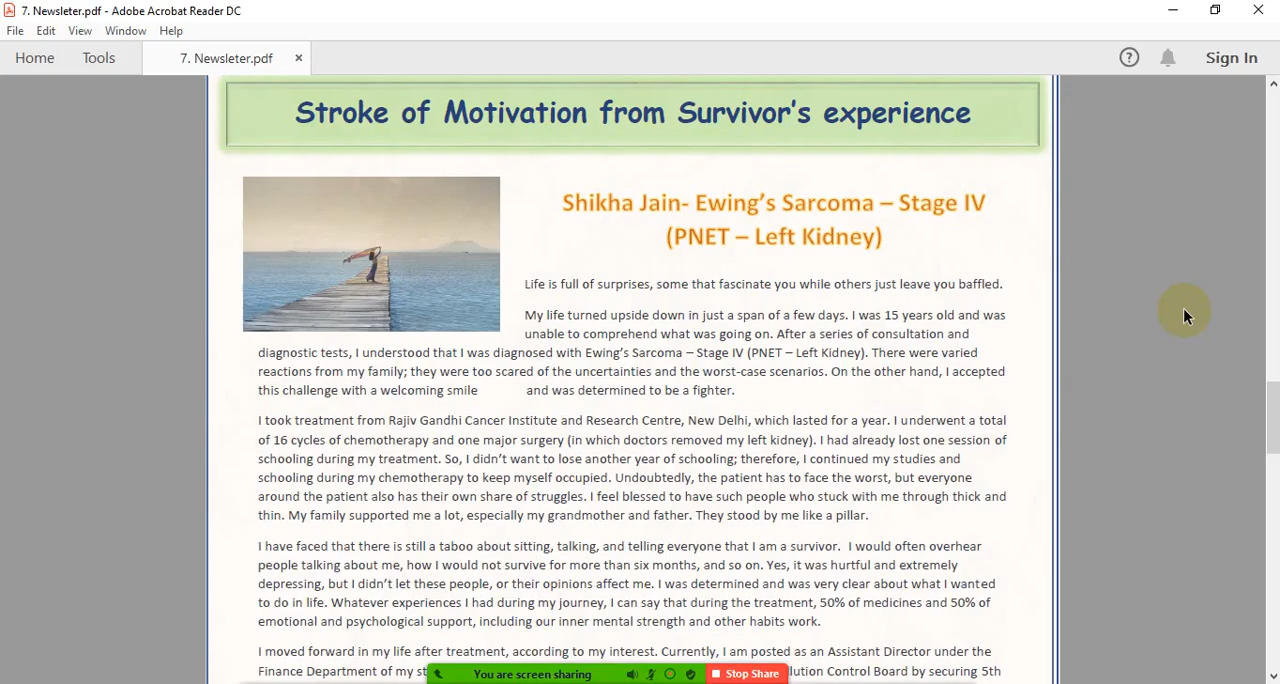 7. Newsleter.pdf - Adobe Acrobat Reader DC
File Edit View Window Help
Home Tools 7. Newsleter.pdf × Sign In
Stroke of Motivation from Survivor's experience
Shikha Jain- Ewing's Sarcoma – Stage IV
(PNET – Left Kidney)
Life is full of surprises, some that fascinate you while others just leave you baffled.
My life turned upside down in just a span of a few days. I was 15 years old and was
unable to comprehend what was going on. After a series of consultation and
diagnostic tests, I understood that I was diagnosed with Ewing's Sarcoma – Stage IV (PNET – Left Kidney). There were varied
reactions from my family; they were too scared of the uncertainties and the worst-case scenarios. On the other hand, I accepted
this challenge with a welcoming smile and was determined to be a fighter.
I took treatment from Rajiv Gandhi Cancer Institute and Research Centre, New Delhi, which lasted for a year. I underwent a total
of 16 cycles of chemotherapy and one major surgery (in which doctors removed my left kidney). I had already lost one session of
schooling during my treatment. So, I didn't want to lose another year of schooling; therefore, I continued my studies and
schooling during my chemotherapy to keep myself occupied. Undoubtedly, the patient has to face the worst, but everyone
around the patient also has their own share of struggles. I feel blessed to have such people who stuck with me through thick and
thin. My family supported me a lot, especially my grandmother and father. They stood by me like a pillar.
I have faced that there is still a taboo about sitting, talking, and telling everyone that I am a survivor. I would often overhear
people talking about me, how I would not survive for more than six months, and so on. Yes, it was hurtful and extremely
depressing, but I didn't let these people, or their opinions affect me. I was determined and was very clear about what I wanted
to do in life. Whatever experiences I had during my journey, I can say that during the treatment, 50% of medicines and 50% of
emotional and psychological support, including our inner mental strength and other habits work.
I moved forward in my life after treatment, according to my interest. Currently, I am posted as an Assistant Director under the
Finance Department of my st lution Control Board by securing 5th
You are screen sharing Stop Share